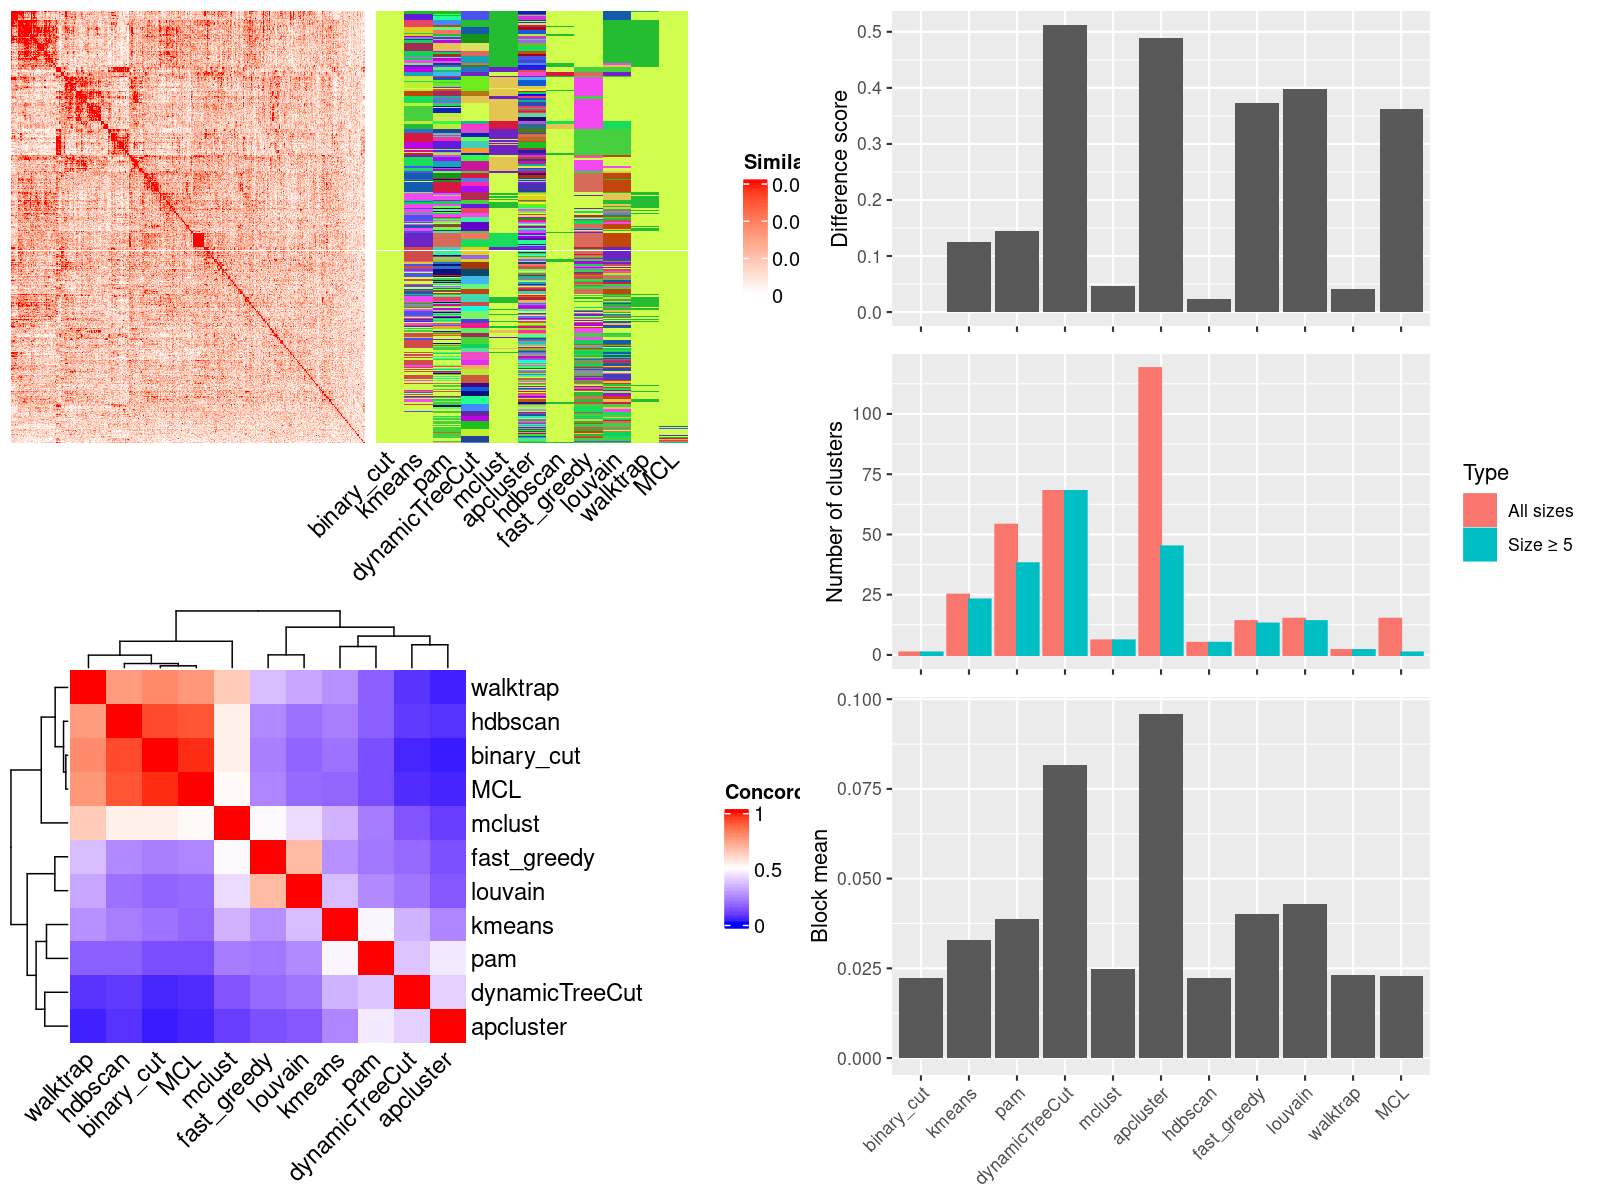 Simila
0.0
0.0
0.0
0
binary_cut
kmeans
pam
dynamicTreeCut
mclust
apcluster
hdbscan
fast_greedy
louvain
walktrap
MCL
walktrap
hdbscan
binary_cut
MCL
mclust
fast_greedy
louvain
kmeans
pam
dynamicTreeCut
apcluster
walktrap
hdbscan
binary_cut
MCL
mclust
fast_greedy
louvain
kmeans
pam
dynamicTreeCut
apcluster
Concord
1
0.5
0
Difference score
0.5
0.4
0.3
0.2
0.1
0.0
Number of clusters
100
75
50
25
0
Type
All sizes
Size ≥ 5
Block mean
0.100
0.075
0.050
0.025
0.000
binary_cut
kmeans
pam
dynamicTreeCut
mclust
apcluster
hdbscan
fast_greedy
louvain
walktrap
MCL